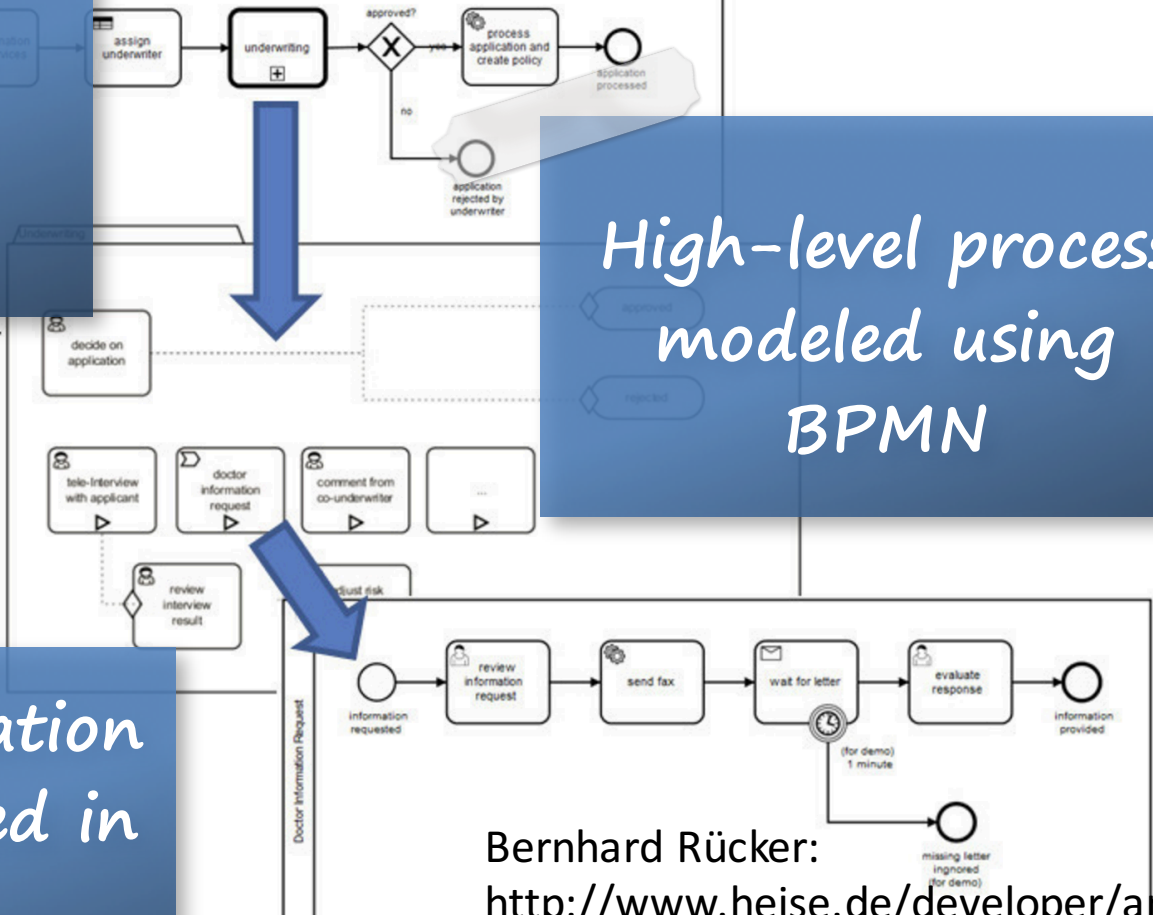 approved?
assign
underwriter
underwriting
yes
process
application and
create policy
application
processed
no
application
rejected by
underwriter
High-level process
modeled using
BPMN
Underwriting
decide on
application
approved
rejected
tele-Interview
with applicant
doctor
information
request
comment from
co-underwriter
...
review
interview
result
adjust risk
Doctor Information Request
information
requested
review
information
request
send fax
wait for letter
evaluate
response
information
provided
(for demo)
1 minute
missing letter
ingnored
(for demo)
ation
ed in
Bernhard Rücker:
http://www.heise.de/developer/ar